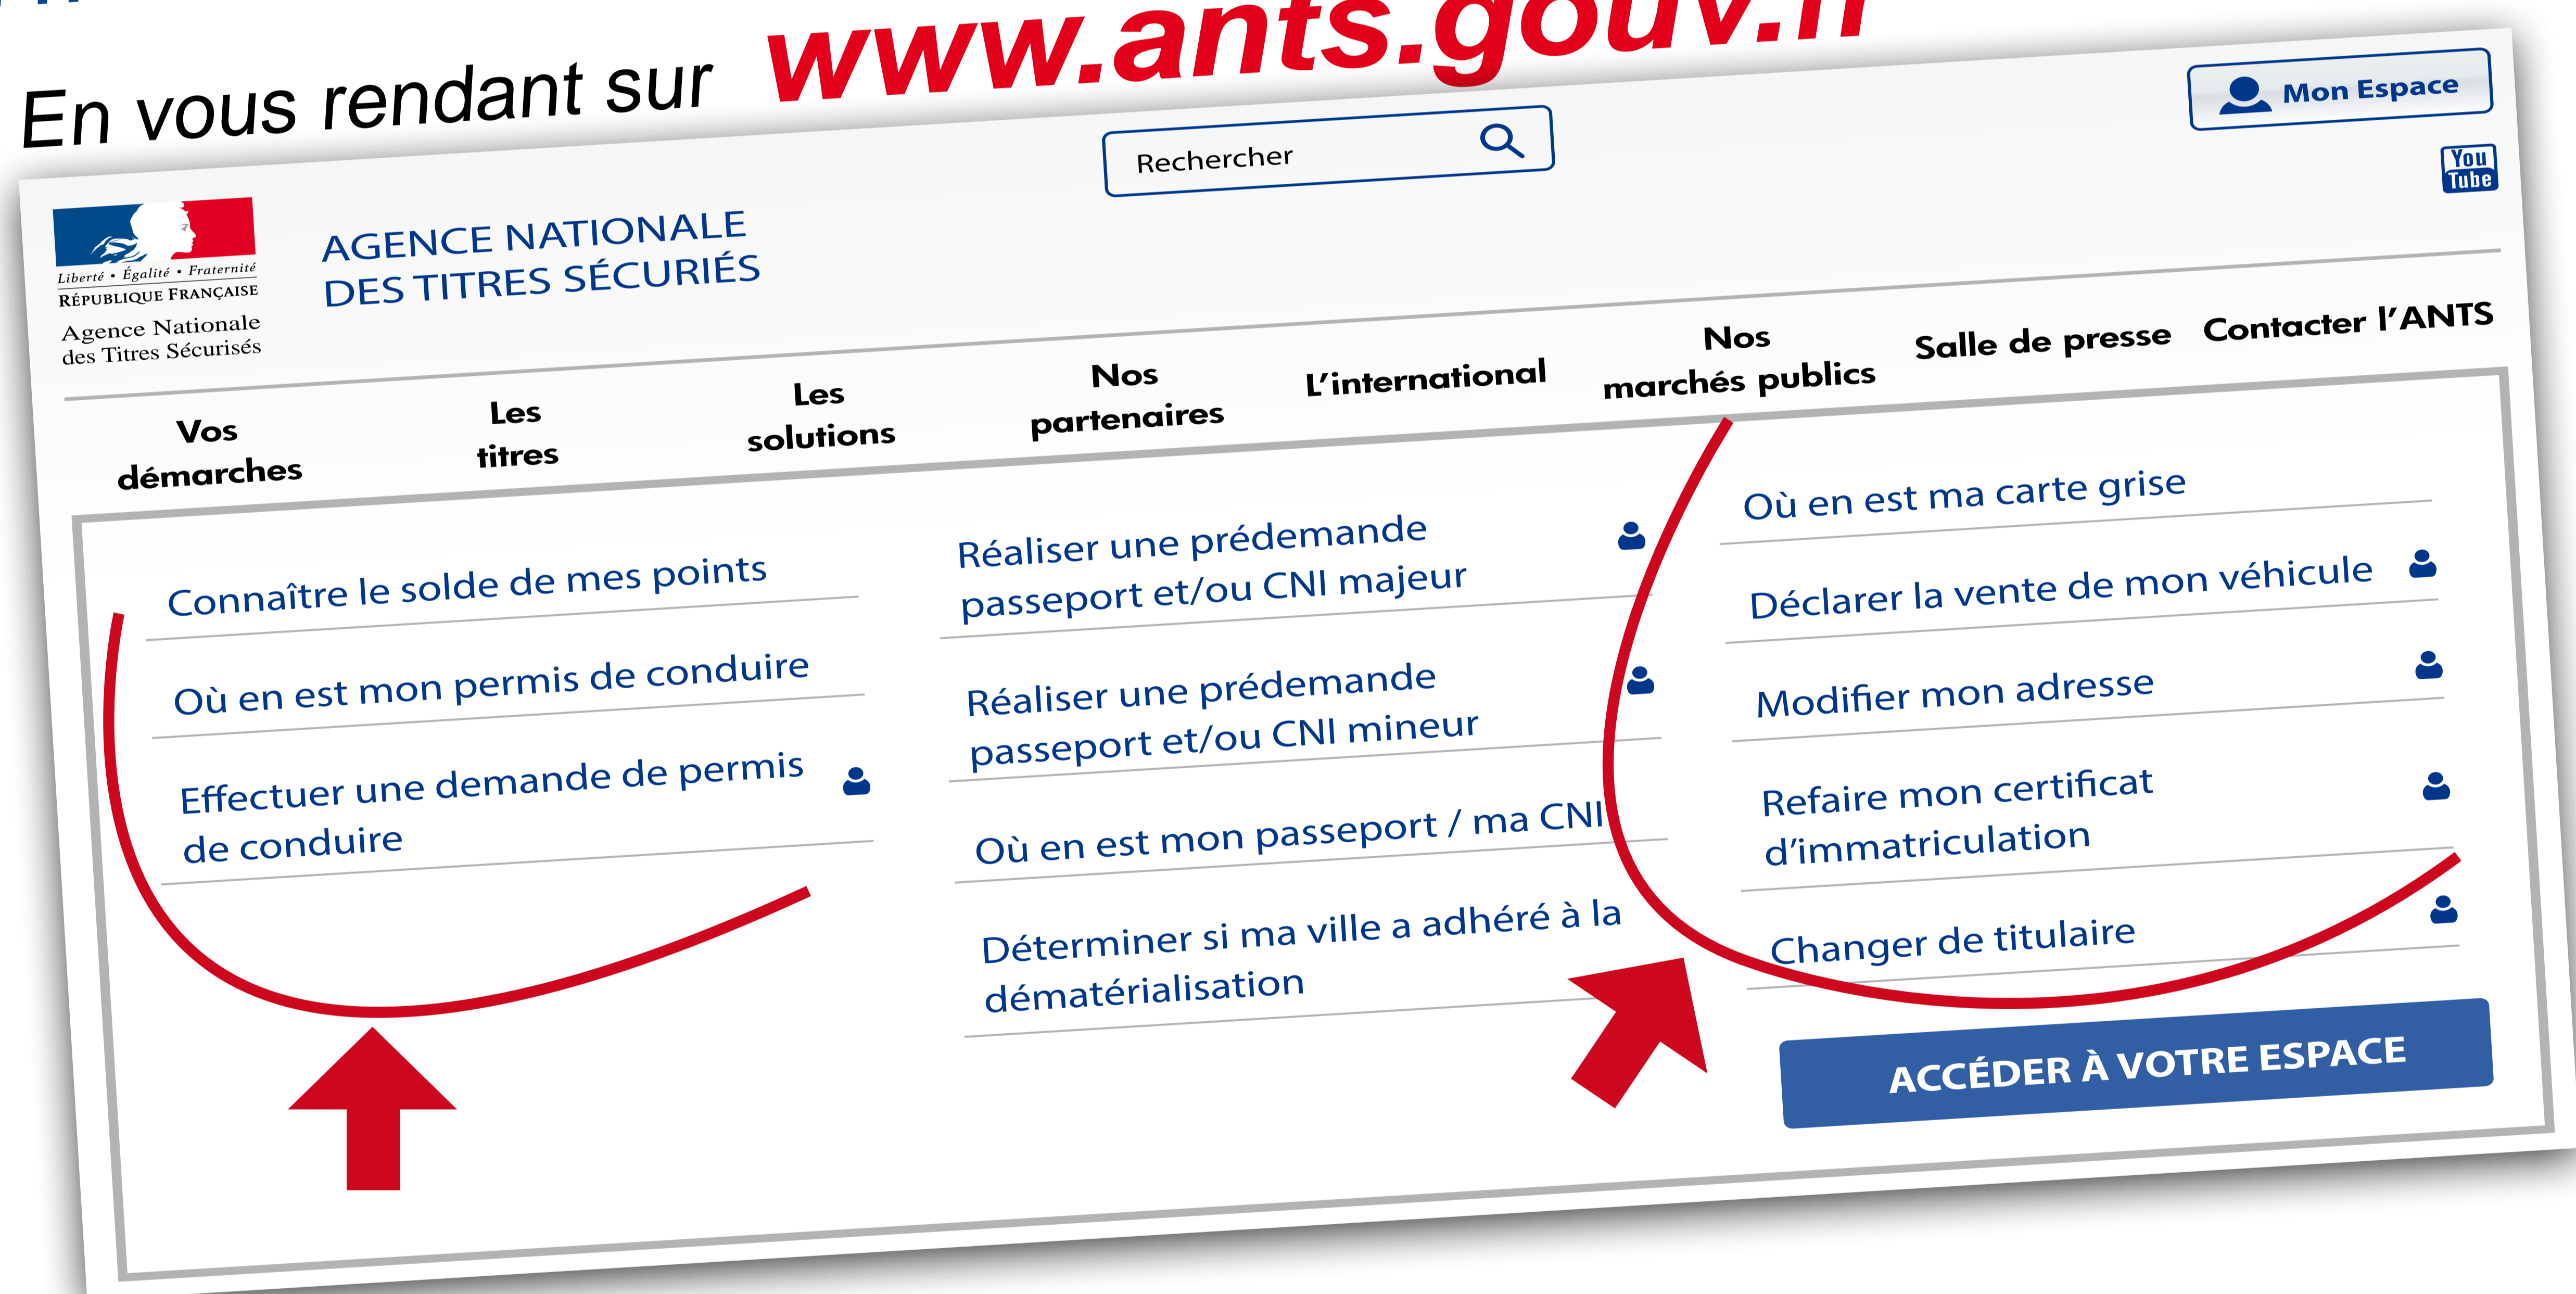 En vous rendant sur www.ants.gouv.fr
Mon Espace
Rechercher
You
Tube
Liberté • Égalité • Fraternité
RÉPUBLIQUE FRANÇAISE
Agence Nationale
des Titres Sécurisés
AGENCE NATIONALE
DES TITRES SÉCURIÉS
Vos
démarches
Les
titres
Les
solutions
Nos
partenaires
L'international
Nos
marchés publics
Salle de presse
Contacter l'ANTS
Connaître le solde de mes points
Où en est mon permis de conduire
Effectuer une demande de permis
de conduire
Réaliser une prédemande
passeport et/ou CNI majeur
Réaliser une prédemande
passeport et/ou CNI mineur
Où en est mon passeport / ma CNI
Déterminer si ma ville a adhéré à la
dématérialisation
Où en est ma carte grise
Déclarer la vente de mon véhicule
Modifier mon adresse
Refaire mon certificat
d'immatriculation
Changer de titulaire
ACCÉDER À VOTRE ESPACE